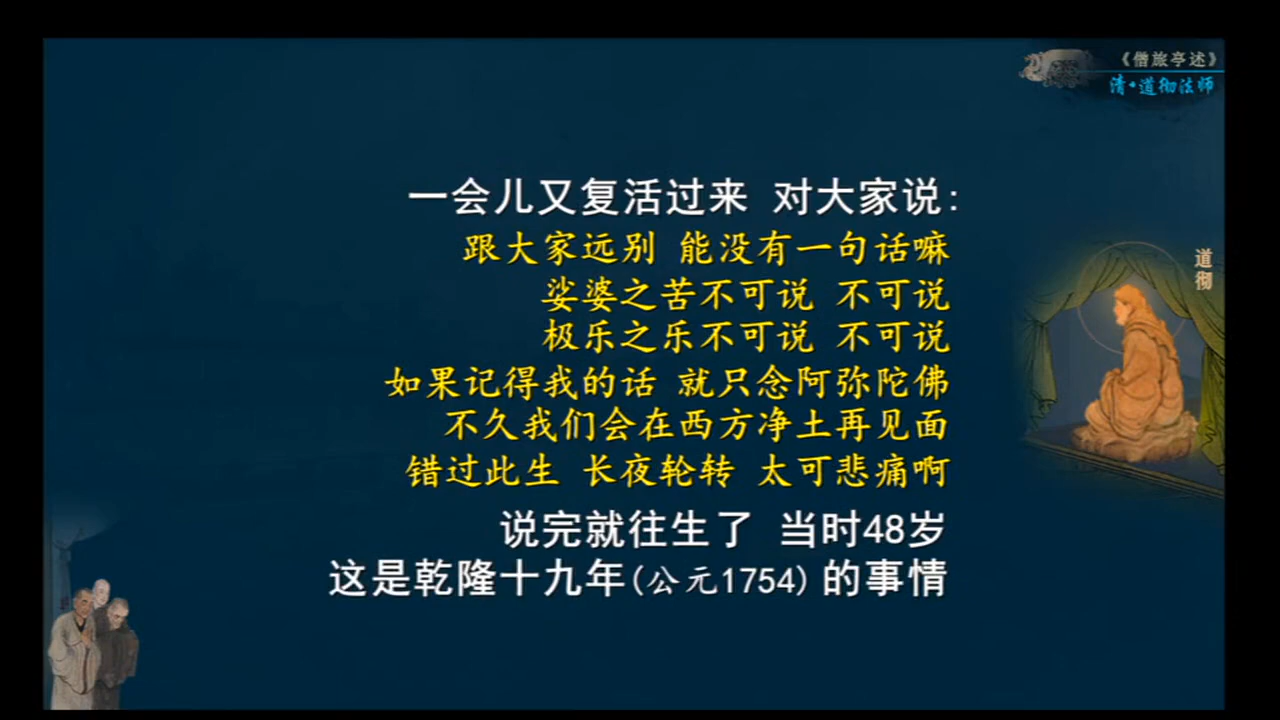 《僧旅亭述》
清·道彻法师
一会儿又复活过来 对大家说:
跟大家远别 能没有一句话嘛
娑婆之苦不可说 不可说
极乐之乐不可说 不可说
如果记得我的话 就只念阿弥陀佛
不久我们会在西方净土再见面
错过此生 长夜轮转 太可悲痛啊
说完就往生了 当时48岁
这是乾隆十九年(公元1754)的事情
道彻